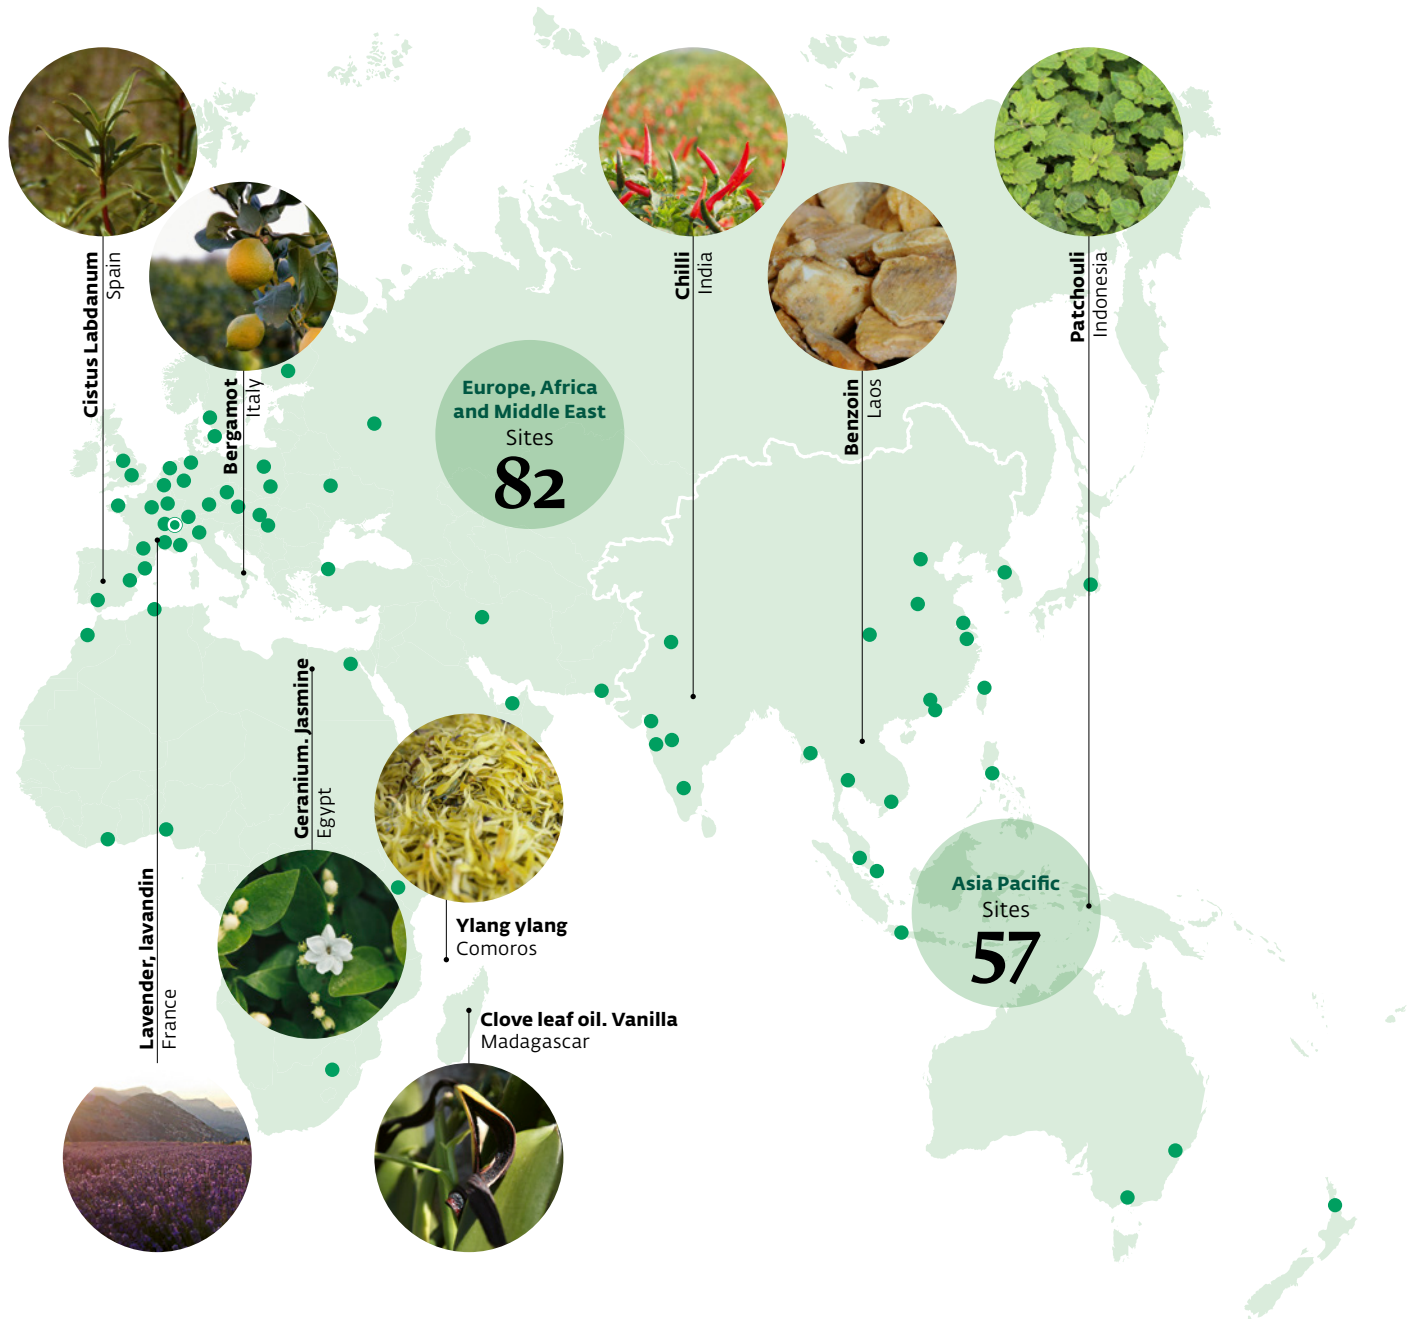 Cistus Labdanum
Spain
Bergamot
Italy
Chilli
India
Benzoin
Laos
Patchouli
Indonesia
Europe, Africa
and Middle East
Sites
82
Geranium. Jasmine
Egypt
Lavender, lavandin
France
Ylang ylang
Comoros
Clove leaf oil. Vanilla
Madagascar
Asia Pacific
Sites
57